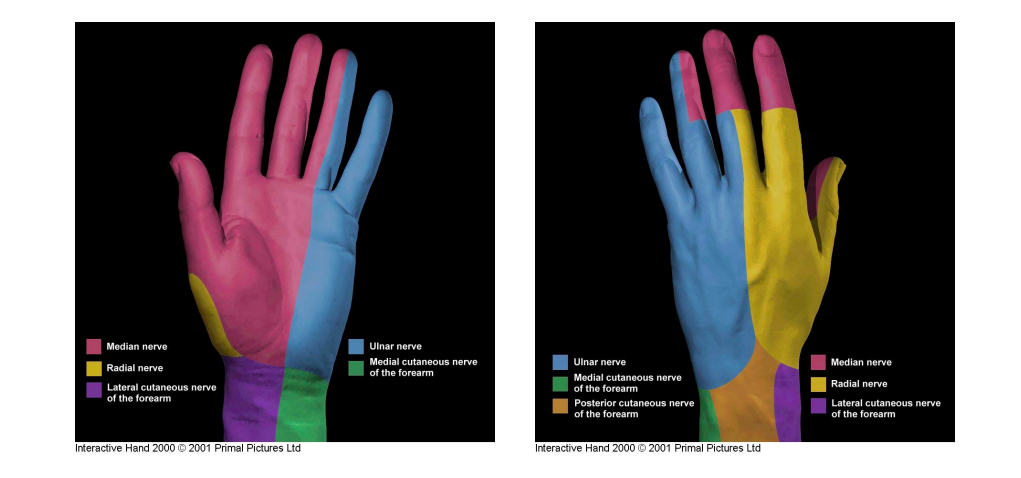 Median nerve
Radial nerve
Lateral cutaneous nerve
of the forearm
Ulnar nerve
Medial cutaneous nerve
of the forearm
Interactive Hand 2000 © 2001 Primal Pictures Ltd
Ulnar nerve
Medial cutaneous nerve
of the forearm
Posterior cutaneous nerve
of the forearm
Median nerve
Radial nerve
Lateral cutaneous nerve
of the forearm
Interactive Hand 2000 © 2001 Primal Pictures Ltd